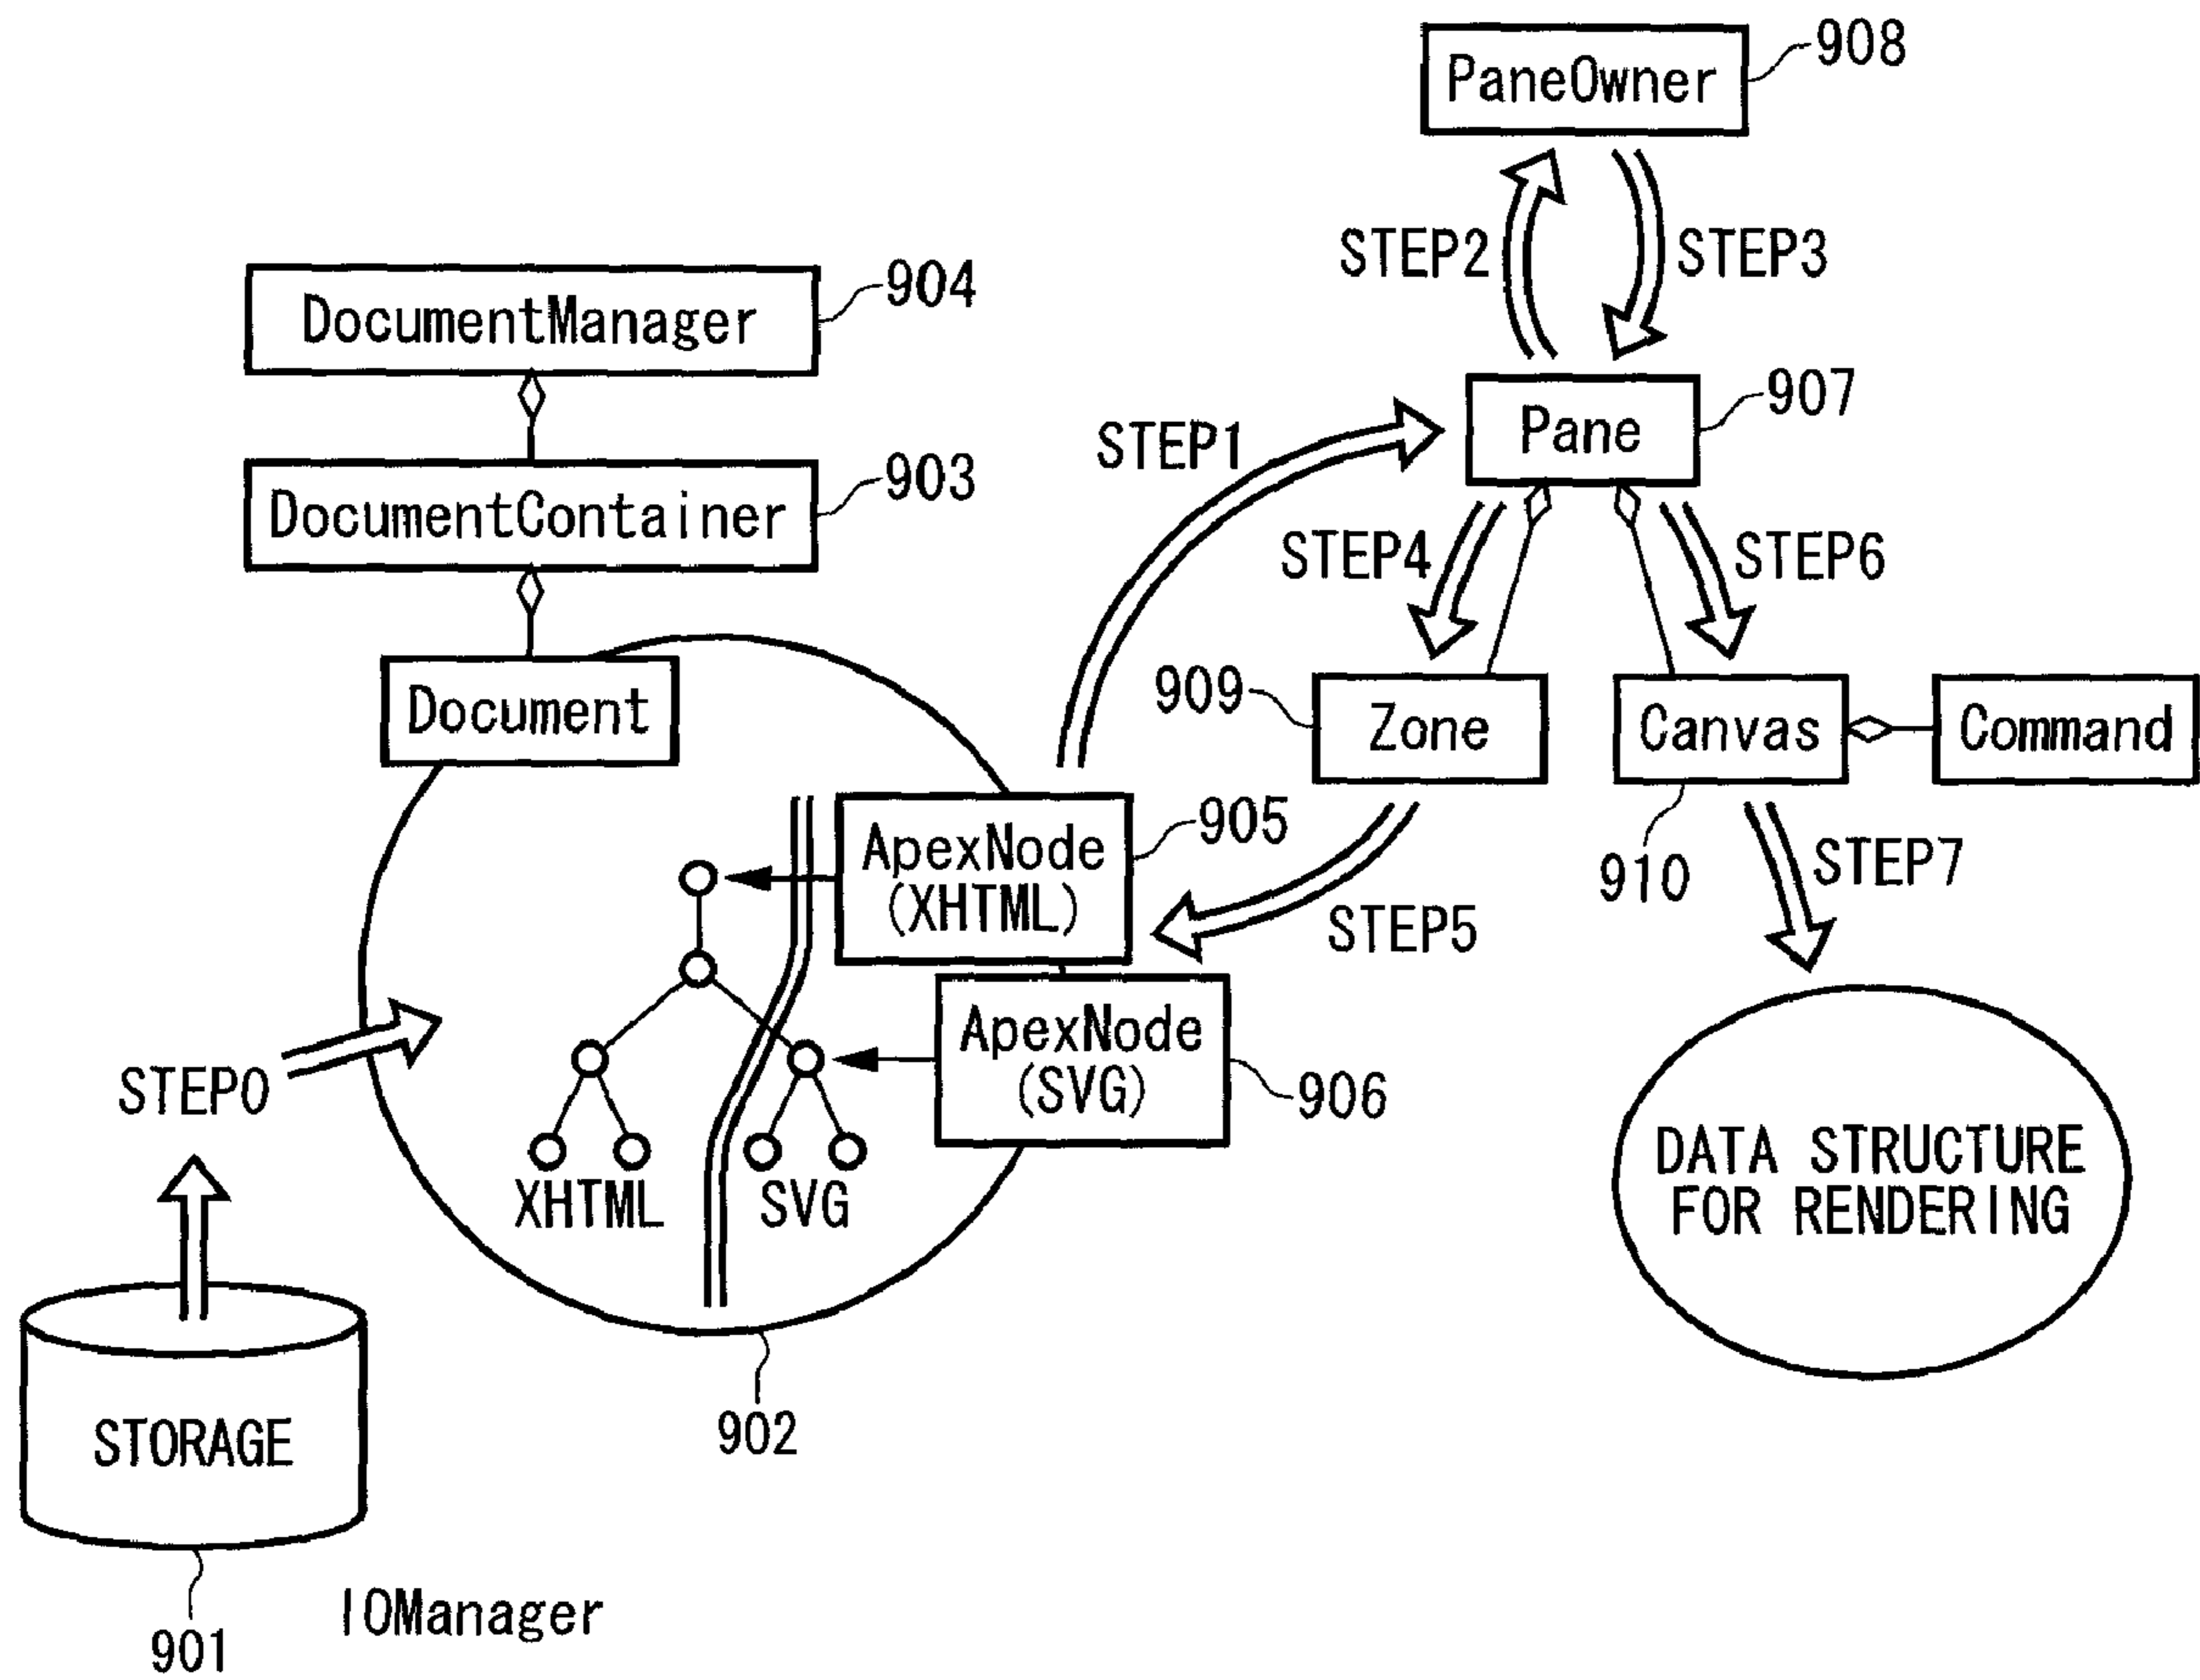 908
PaneOwner
STEP2
STEP3
904
DocumentManager
907
Pane
STEP1
903
DocumentContainer
STEP4
STEP6
909
Document
Zone
Canvas
Command
905
ApexNode
(XHTML)
910
STEP7
STEP5
ApexNode
(SVG)
906
STEP0
XHTML
SVG
DATA STRUCTURE
FOR RENDERING
902
STORAGE
IOManager
901